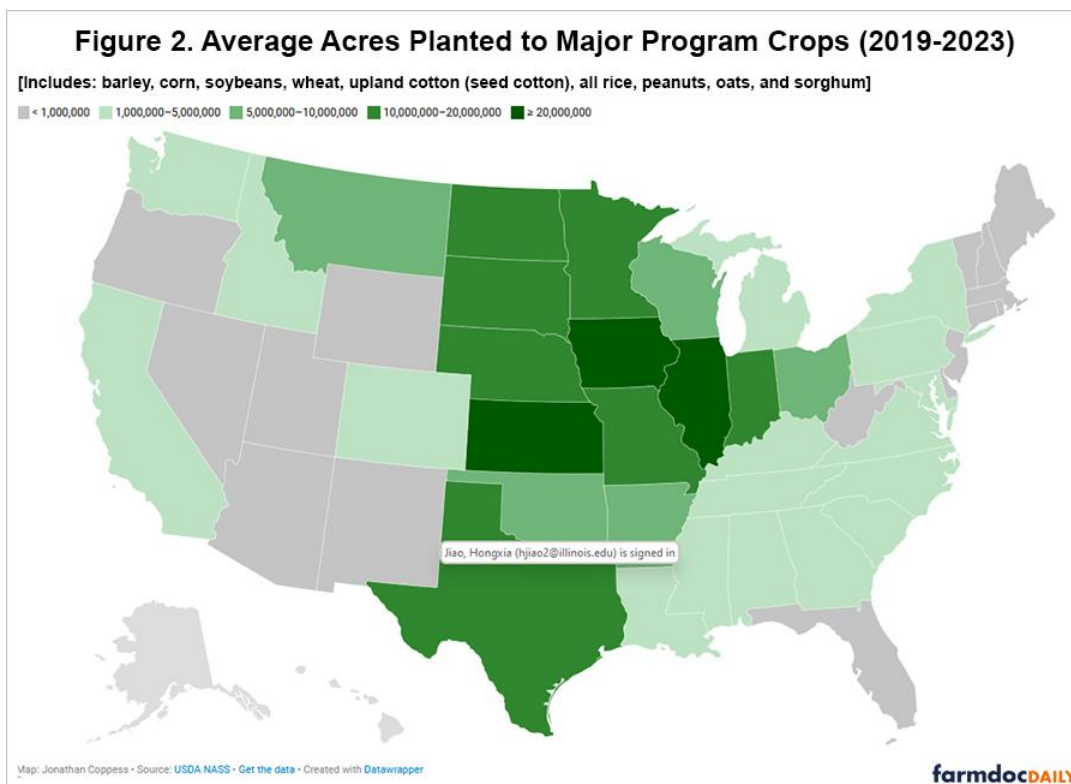 Figure 2. Average Acres Planted to Major Program Crops (2019-2023)
[Includes: barley, corn, soybeans, wheat, upland cotton (seed cotton), all rice, peanuts, oats, and sorghum]
< 1,000,000 1,000,000–5,000,000 5,000,000–10,000,000 10,000,000–20,000,000 ≥ 20,000,000
Jiao, Hongxia (hjiao2@illinois.edu) is signed in
Map: Jonathan Coppess • Source: USDA NASS • Get the data • Created with Datawrapper
farmdocDAILY